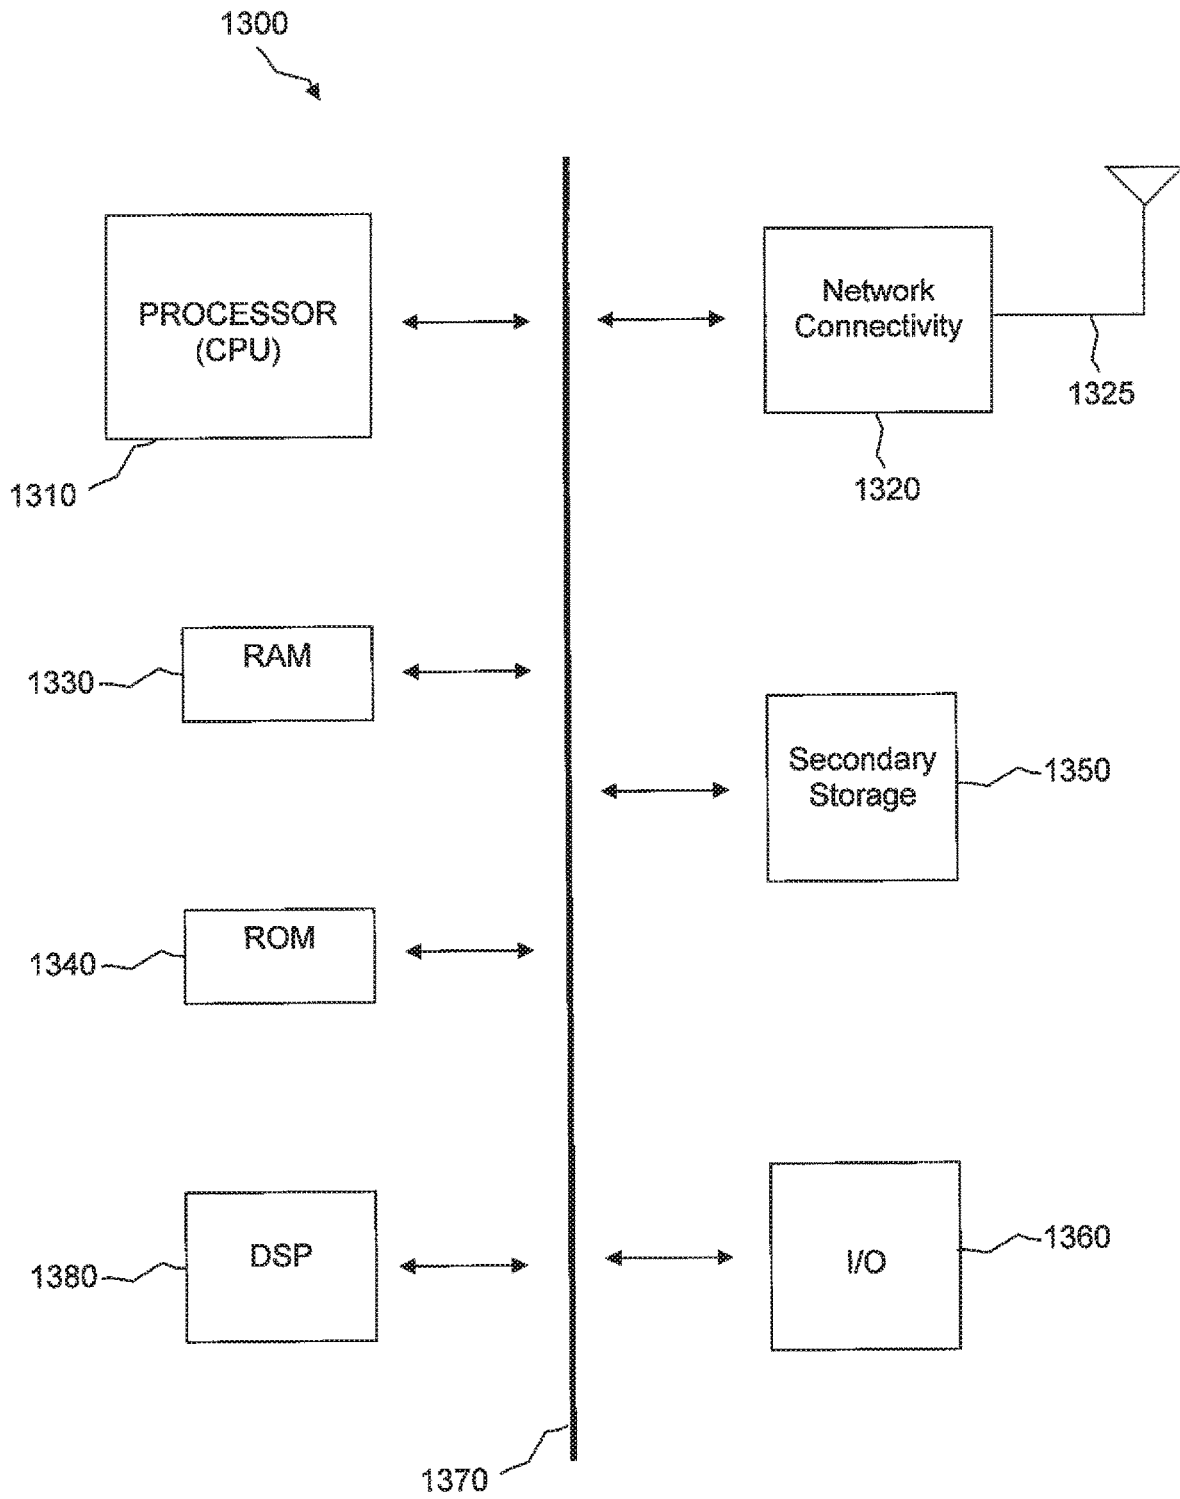 1300
PROCESSOR
(CPU)
1310
Network
Connectivity
1325
1320
RAM
1330
Secondary
Storage
1350
ROM
1340
DSP
1380
I/O
1360
1370